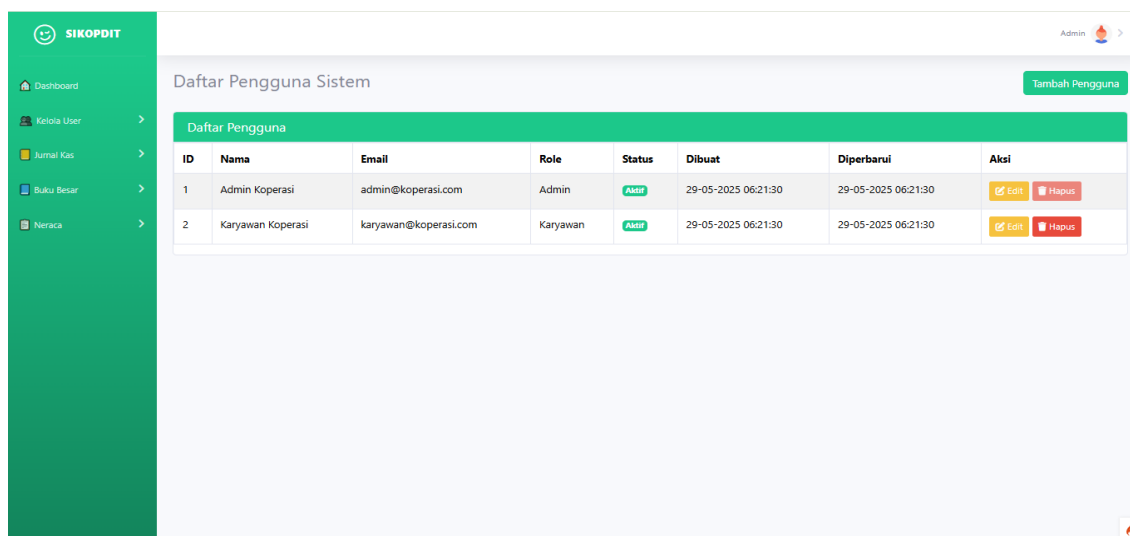 SIKOPDIT
Admin
Dashboard
Kelola User
Jurnal Kas
Buku Besar
Neraca
Daftar Pengguna Sistem
Tambah Pengguna
Daftar Pengguna
ID Nama Email Role Status Dibuat Diperbarui Aksi
1 Admin Koperasi admin@koperasi.com Admin Aktif 29-05-2025 06:21:30 29-05-2025 06:21:30 Edit Hapus
2 Karyawan Koperasi karyawan@koperasi.com Karyawan Aktif 29-05-2025 06:21:30 29-05-2025 06:21:30 Edit Hapus